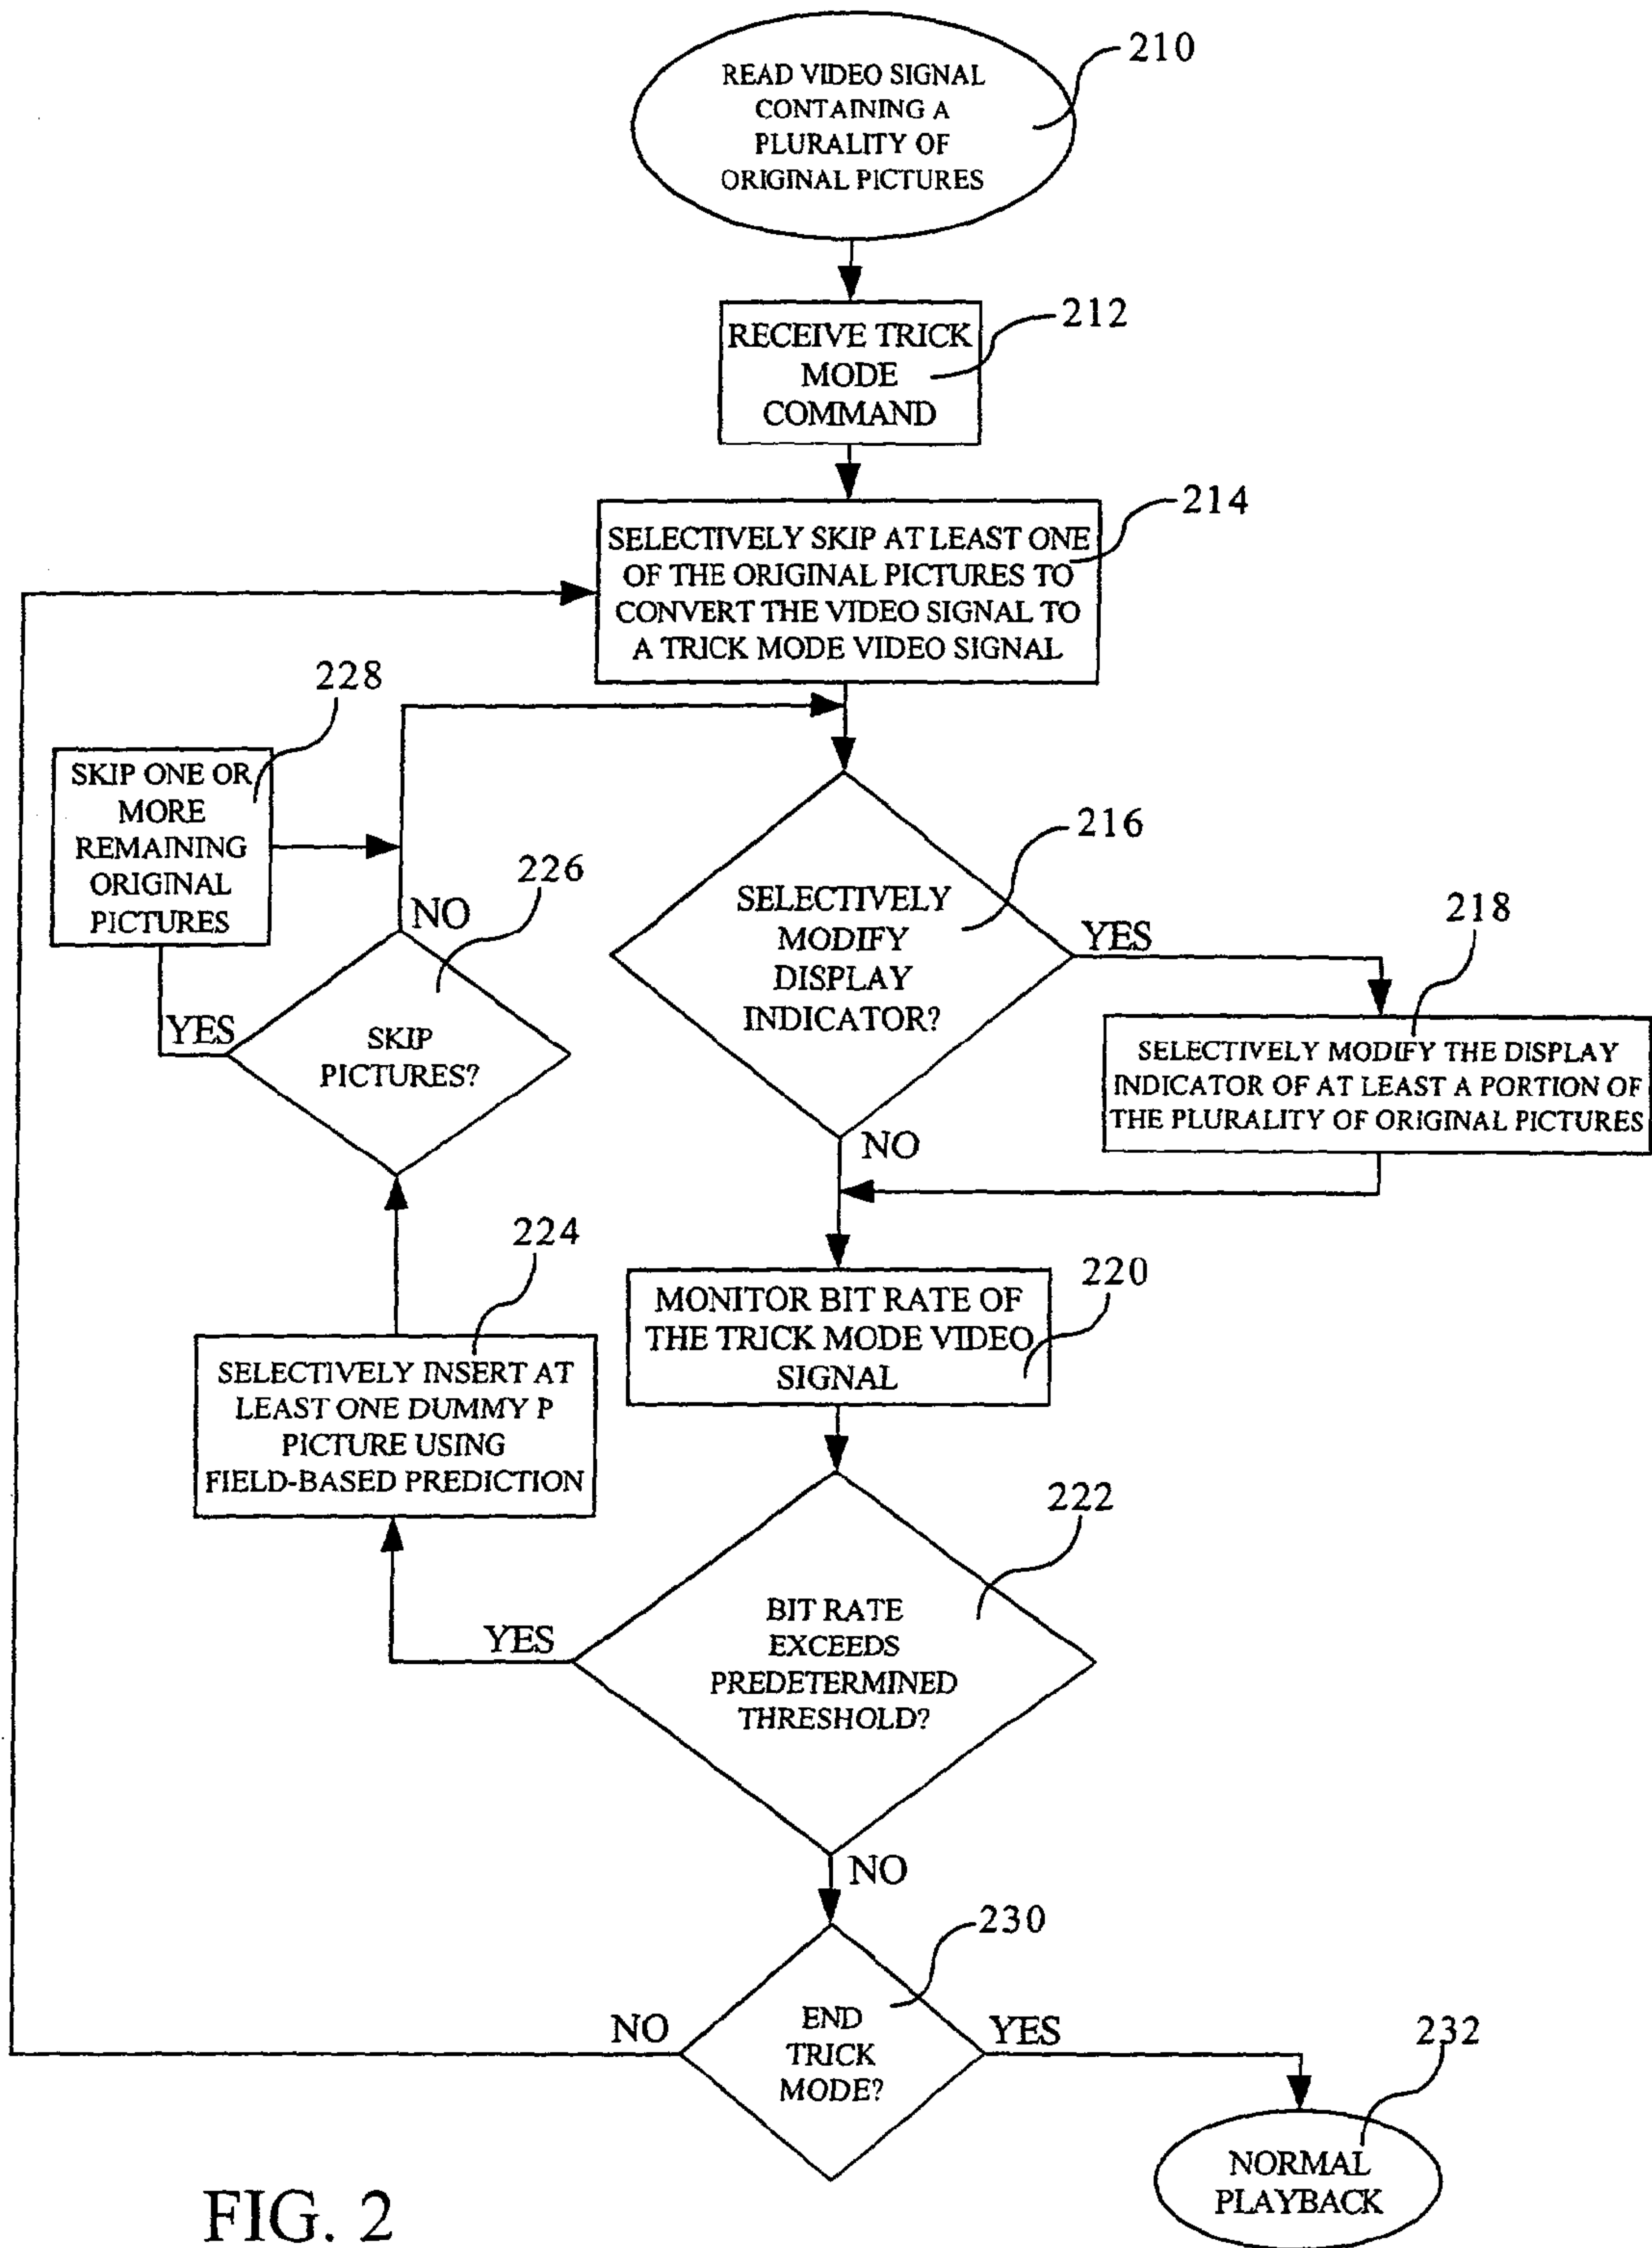 READ VIDEO SIGNAL
CONTAINING A
PLURALITY OF
ORIGINAL PICTURES
210
RECEIVE TRICK
MODE
COMMAND
212
SELECTIVELY SKIP AT LEAST ONE
OF THE ORIGINAL PICTURES TO
CONVERT THE VIDEO SIGNAL TO
A TRICK MODE VIDEO SIGNAL
214
228
SKIP ONE OR
MORE
REMAINING
ORIGINAL
PICTURES
NO
226
YES
SKIP
PICTURES?
SELECTIVELY
MODIFY
DISPLAY
INDICATOR?
216
YES
218
SELECTIVELY MODIFY THE DISPLAY
INDICATOR OF AT LEAST A PORTION OF
THE PLURALITY OF ORIGINAL PICTURES
NO
224
SELECTIVELY INSERT AT
LEAST ONE DUMMY P
PICTURE USING
FIELD-BASED PREDICTION
MONITOR BIT RATE OF
THE TRICK MODE VIDEO
SIGNAL
220
YES
BIT RATE
EXCEEDS
PREDETERMINED
THRESHOLD?
222
NO
230
NO
END
TRICK
MODE?
YES
232
NORMAL
PLAYBACK
FIG. 2